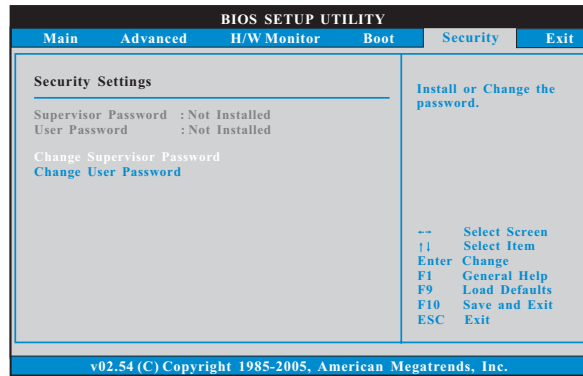 BIOS SETUP UTILITY
Main Advanced H/W Monitor Boot Security Exit
Security Settings
Supervisor Password : Not Installed
User Password : Not Installed
Change Supervisor Password
Change User Password
Install or Change the
password.
←→ Select Screen
↑↓ Select Item
Enter Change
F1 General Help
F9 Load Defaults
F10 Save and Exit
ESC Exit
v02.54 (C) Copyright 1985-2005, American Megatrends, Inc.